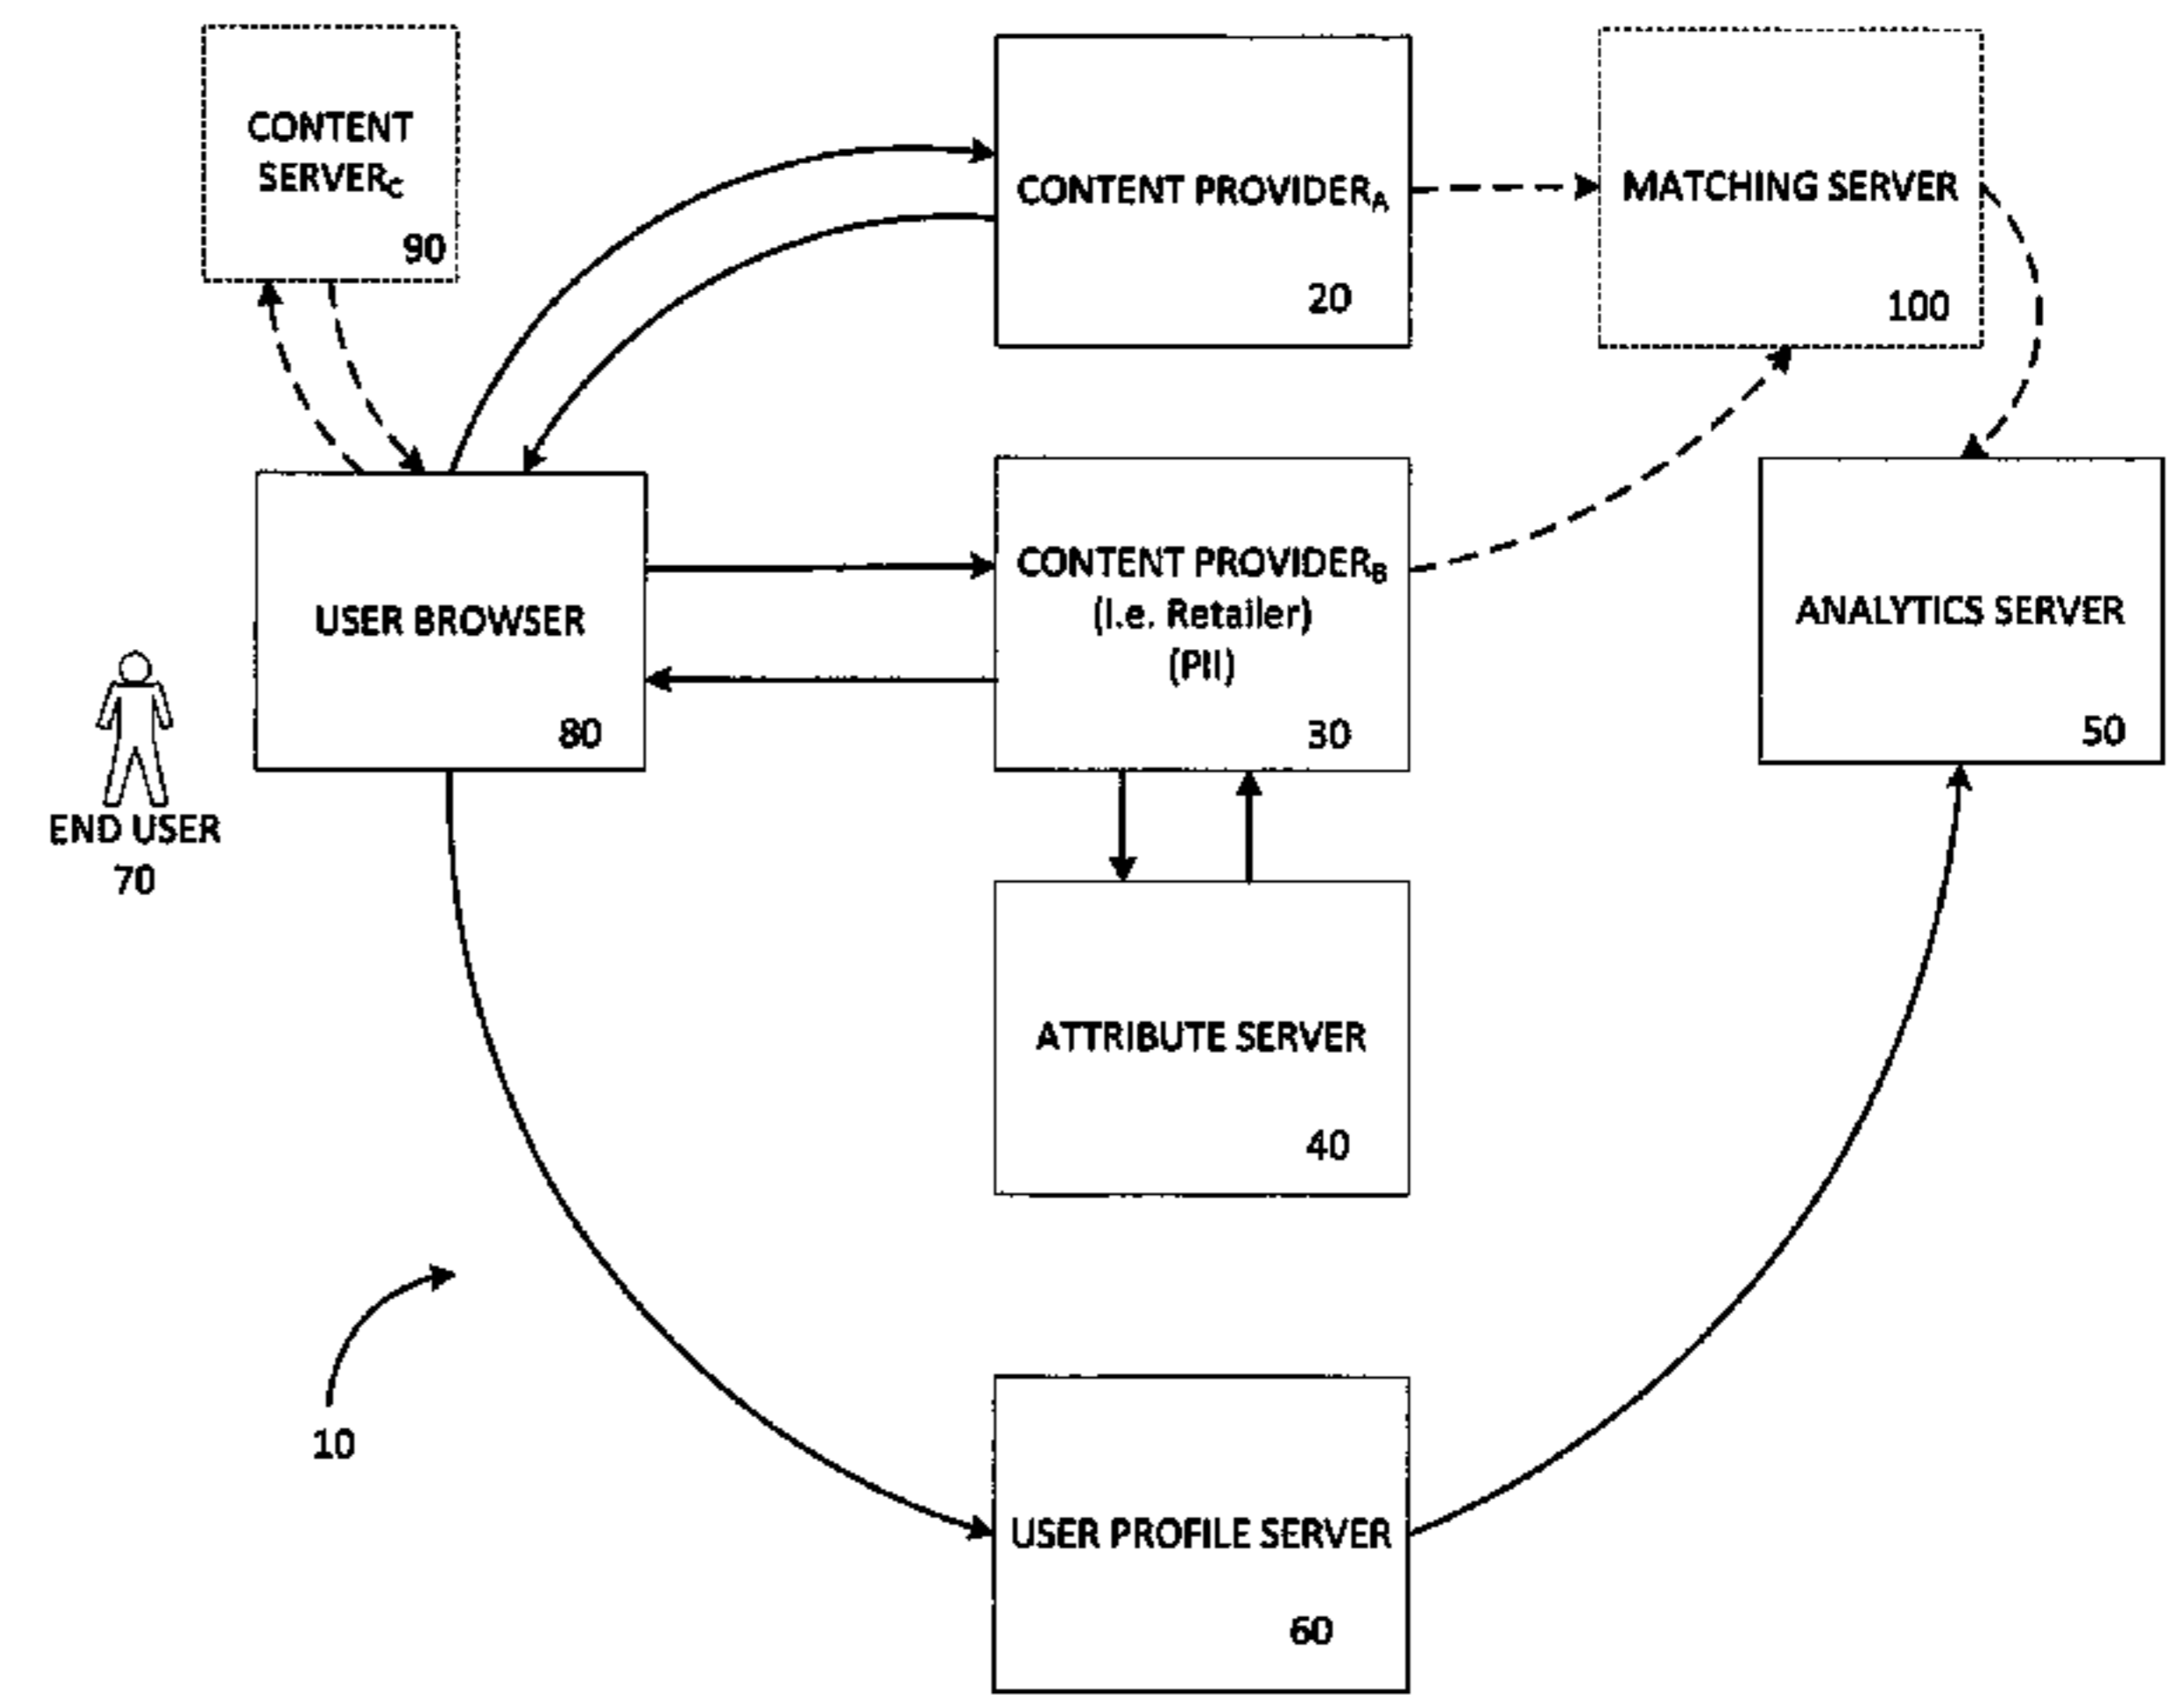 CONTENT
SERVERC
90
CONTENT PROVIDERA
20
MATCHING SERVER
100
USER BROWSER
80
CONTENT PROVIDERB
(I.e. Retailer)
(PII)
30
ANALYTICS SERVER
50
END USER
70
ATTRIBUTE SERVER
40
10
USER PROFILE SERVER
60